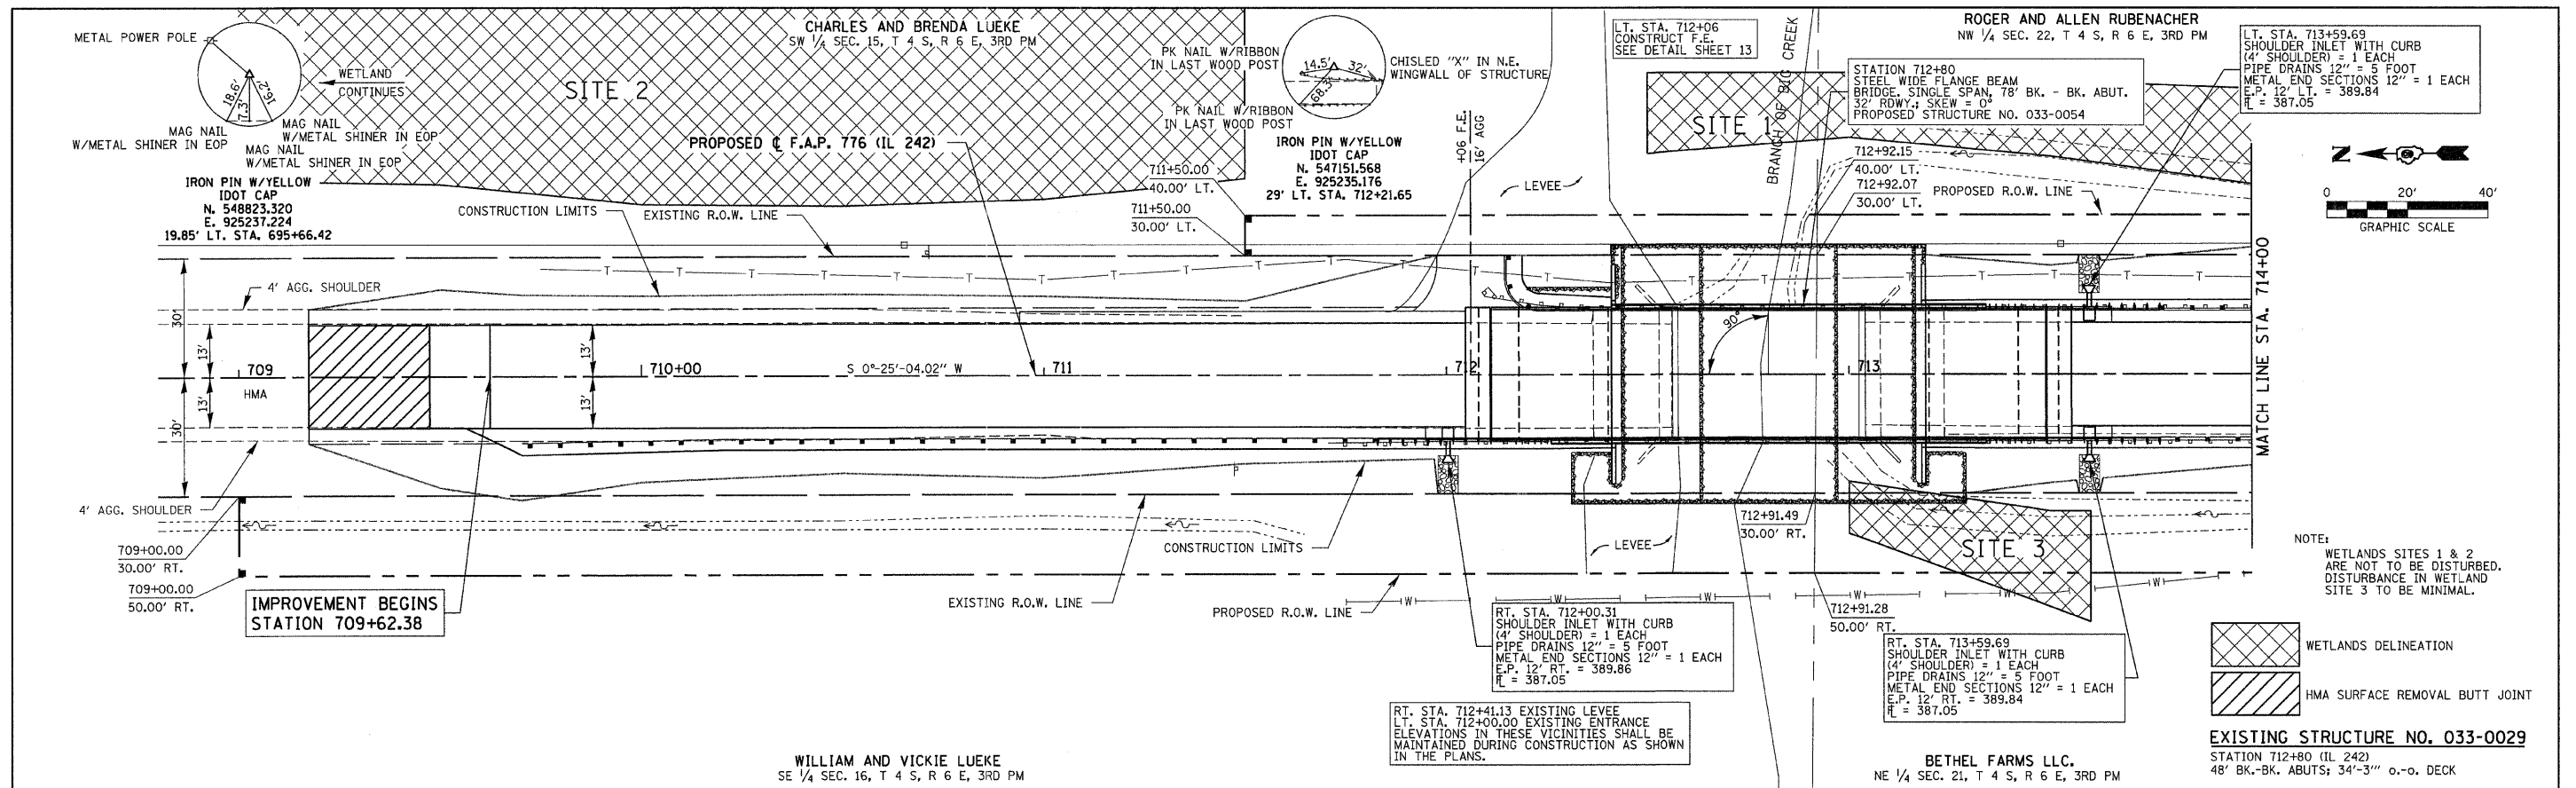 METAL POWER POLE
18.6'
7.3'
16.2'
WETLAND
CONTINUES
MAG NAIL
W/METAL SHINER IN EOP
MAG NAIL
W/METAL SHINER IN EOP
MAG NAIL
W/METAL SHINER IN EOP
IRON PIN W/YELLOW
IDOT CAP
N. 548823.320
E. 925237.224
19.85' LT. STA. 695+66.42
CHARLES AND BRENDA LUEKE
SW 1/4 SEC. 15, T 4 S, R 6 E, 3RD PM
SITE 2
PROPOSED ℄ F.A.P. 776 (IL 242)
CONSTRUCTION LIMITS
EXISTING R.O.W. LINE
PK NAIL W/RIBBON
IN LAST WOOD POST
14.5'
32'
68.3'
CHISLED "X" IN N.E.
WINGWALL OF STRUCTURE
PK NAIL W/RIBBON
IN LAST WOOD POST
IRON PIN W/YELLOW
IDOT CAP
N. 547151.568
E. 925235.176
29' LT. STA. 712+21.65
711+50.00
40.00' LT.
711+50.00
30.00' LT.
+06 F.E.
16' AGG
LEVEE
LT. STA. 712+06
CONSTRUCT F.E.
SEE DETAIL SHEET 13
BRANCH OF BIG CREEK
ROGER AND ALLEN RUBENACHER
NW 1/4 SEC. 22, T 4 S, R 6 E, 3RD PM
SITE 1
STATION 712+80
STEEL WIDE FLANGE BEAM
BRIDGE. SINGLE SPAN, 78' BK. - BK. ABUT.
32' RDWY.; SKEW = 0°
PROPOSED STRUCTURE NO. 033-0054
712+92.15
40.00' LT.
712+92.07
30.00' LT.
PROPOSED R.O.W. LINE
LT. STA. 713+59.69
SHOULDER INLET WITH CURB
(4' SHOULDER) = 1 EACH
PIPE DRAINS 12" = 5 FOOT
METAL END SECTIONS 12" = 1 EACH
E.P. 12' LT. = 389.84
FL = 387.05
N
0 20' 40'
GRAPHIC SCALE
MATCH LINE STA. 714+00
4' AGG. SHOULDER
30'
13'
13'
30'
709
HMA
13'
13'
710+00
S 0°-25'-04.02" W
711
712
90°
713
T T T T T T T T T T T T T T T
P
4' AGG. SHOULDER
709+00.00
30.00' RT.
709+00.00
50.00' RT.
IMPROVEMENT BEGINS
STATION 709+62.38
EXISTING R.O.W. LINE
CONSTRUCTION LIMITS
PROPOSED R.O.W. LINE
LEVEE
712+91.49
30.00' RT.
SITE 3
W W W W W W
712+91.28
50.00' RT.
RT. STA. 712+00.31
SHOULDER INLET WITH CURB
(4' SHOULDER) = 1 EACH
PIPE DRAINS 12" = 5 FOOT
METAL END SECTIONS 12" = 1 EACH
E.P. 12' RT. = 389.86
FL = 387.05
RT. STA. 713+59.69
SHOULDER INLET WITH CURB
(4' SHOULDER) = 1 EACH
PIPE DRAINS 12" = 5 FOOT
METAL END SECTIONS 12" = 1 EACH
E.P. 12' RT. = 389.84
FL = 387.05
RT. STA. 712+41.13 EXISTING LEVEE
LT. STA. 712+00.00 EXISTING ENTRANCE
ELEVATIONS IN THESE VICINITIES SHALL BE
MAINTAINED DURING CONSTRUCTION AS SHOWN
IN THE PLANS.
NOTE:
WETLANDS SITES 1 & 2
ARE NOT TO BE DISTURBED.
DISTURBANCE IN WETLAND
SITE 3 TO BE MINIMAL.
WETLANDS DELINEATION
HMA SURFACE REMOVAL BUTT JOINT
EXISTING STRUCTURE NO. 033-0029
STATION 712+80 (IL 242)
48' BK.-BK. ABUTS; 34'-3''' o.-o. DECK
WILLIAM AND VICKIE LUEKE
SE 1/4 SEC. 16, T 4 S, R 6 E, 3RD PM
BETHEL FARMS LLC.
NE 1/4 SEC. 21, T 4 S, R 6 E, 3RD PM